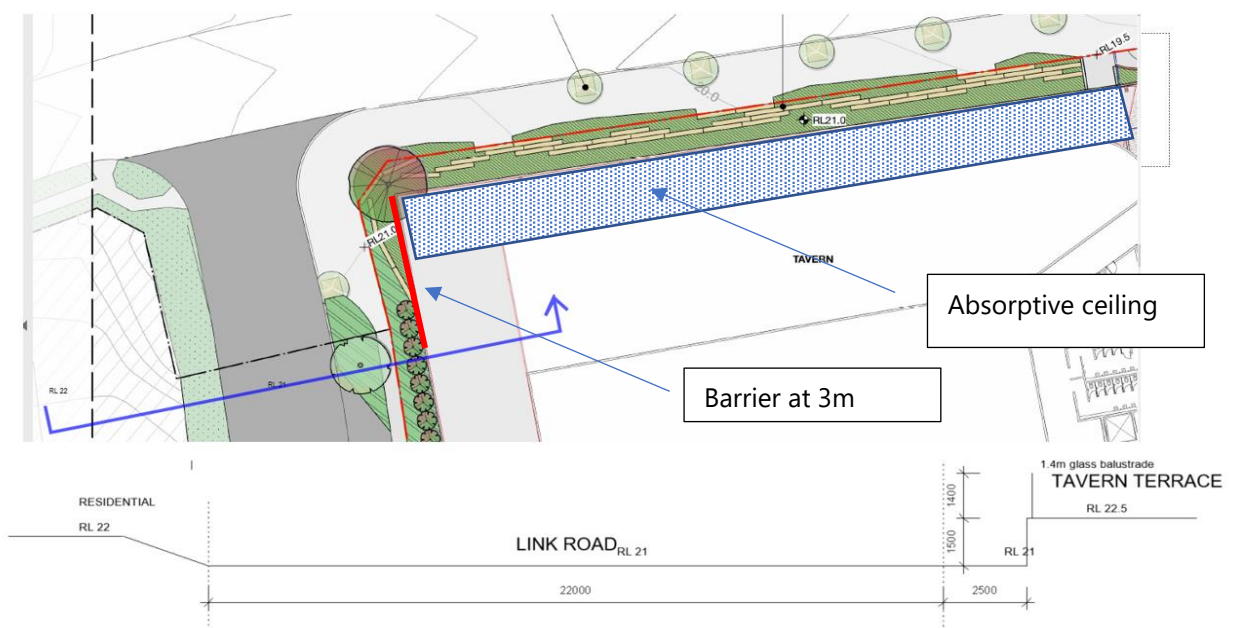 RL19.5
20.0
RL21.0
RL21.0
TAVERN
Absorptive ceiling
RL 22
RL 21
Barrier at 3m
1.4m glass balustrade
TAVERN TERRACE
RESIDENTIAL
1400
RL 22.5
RL 22
LINK ROAD RL 21
1500
RL 21
22000
2500